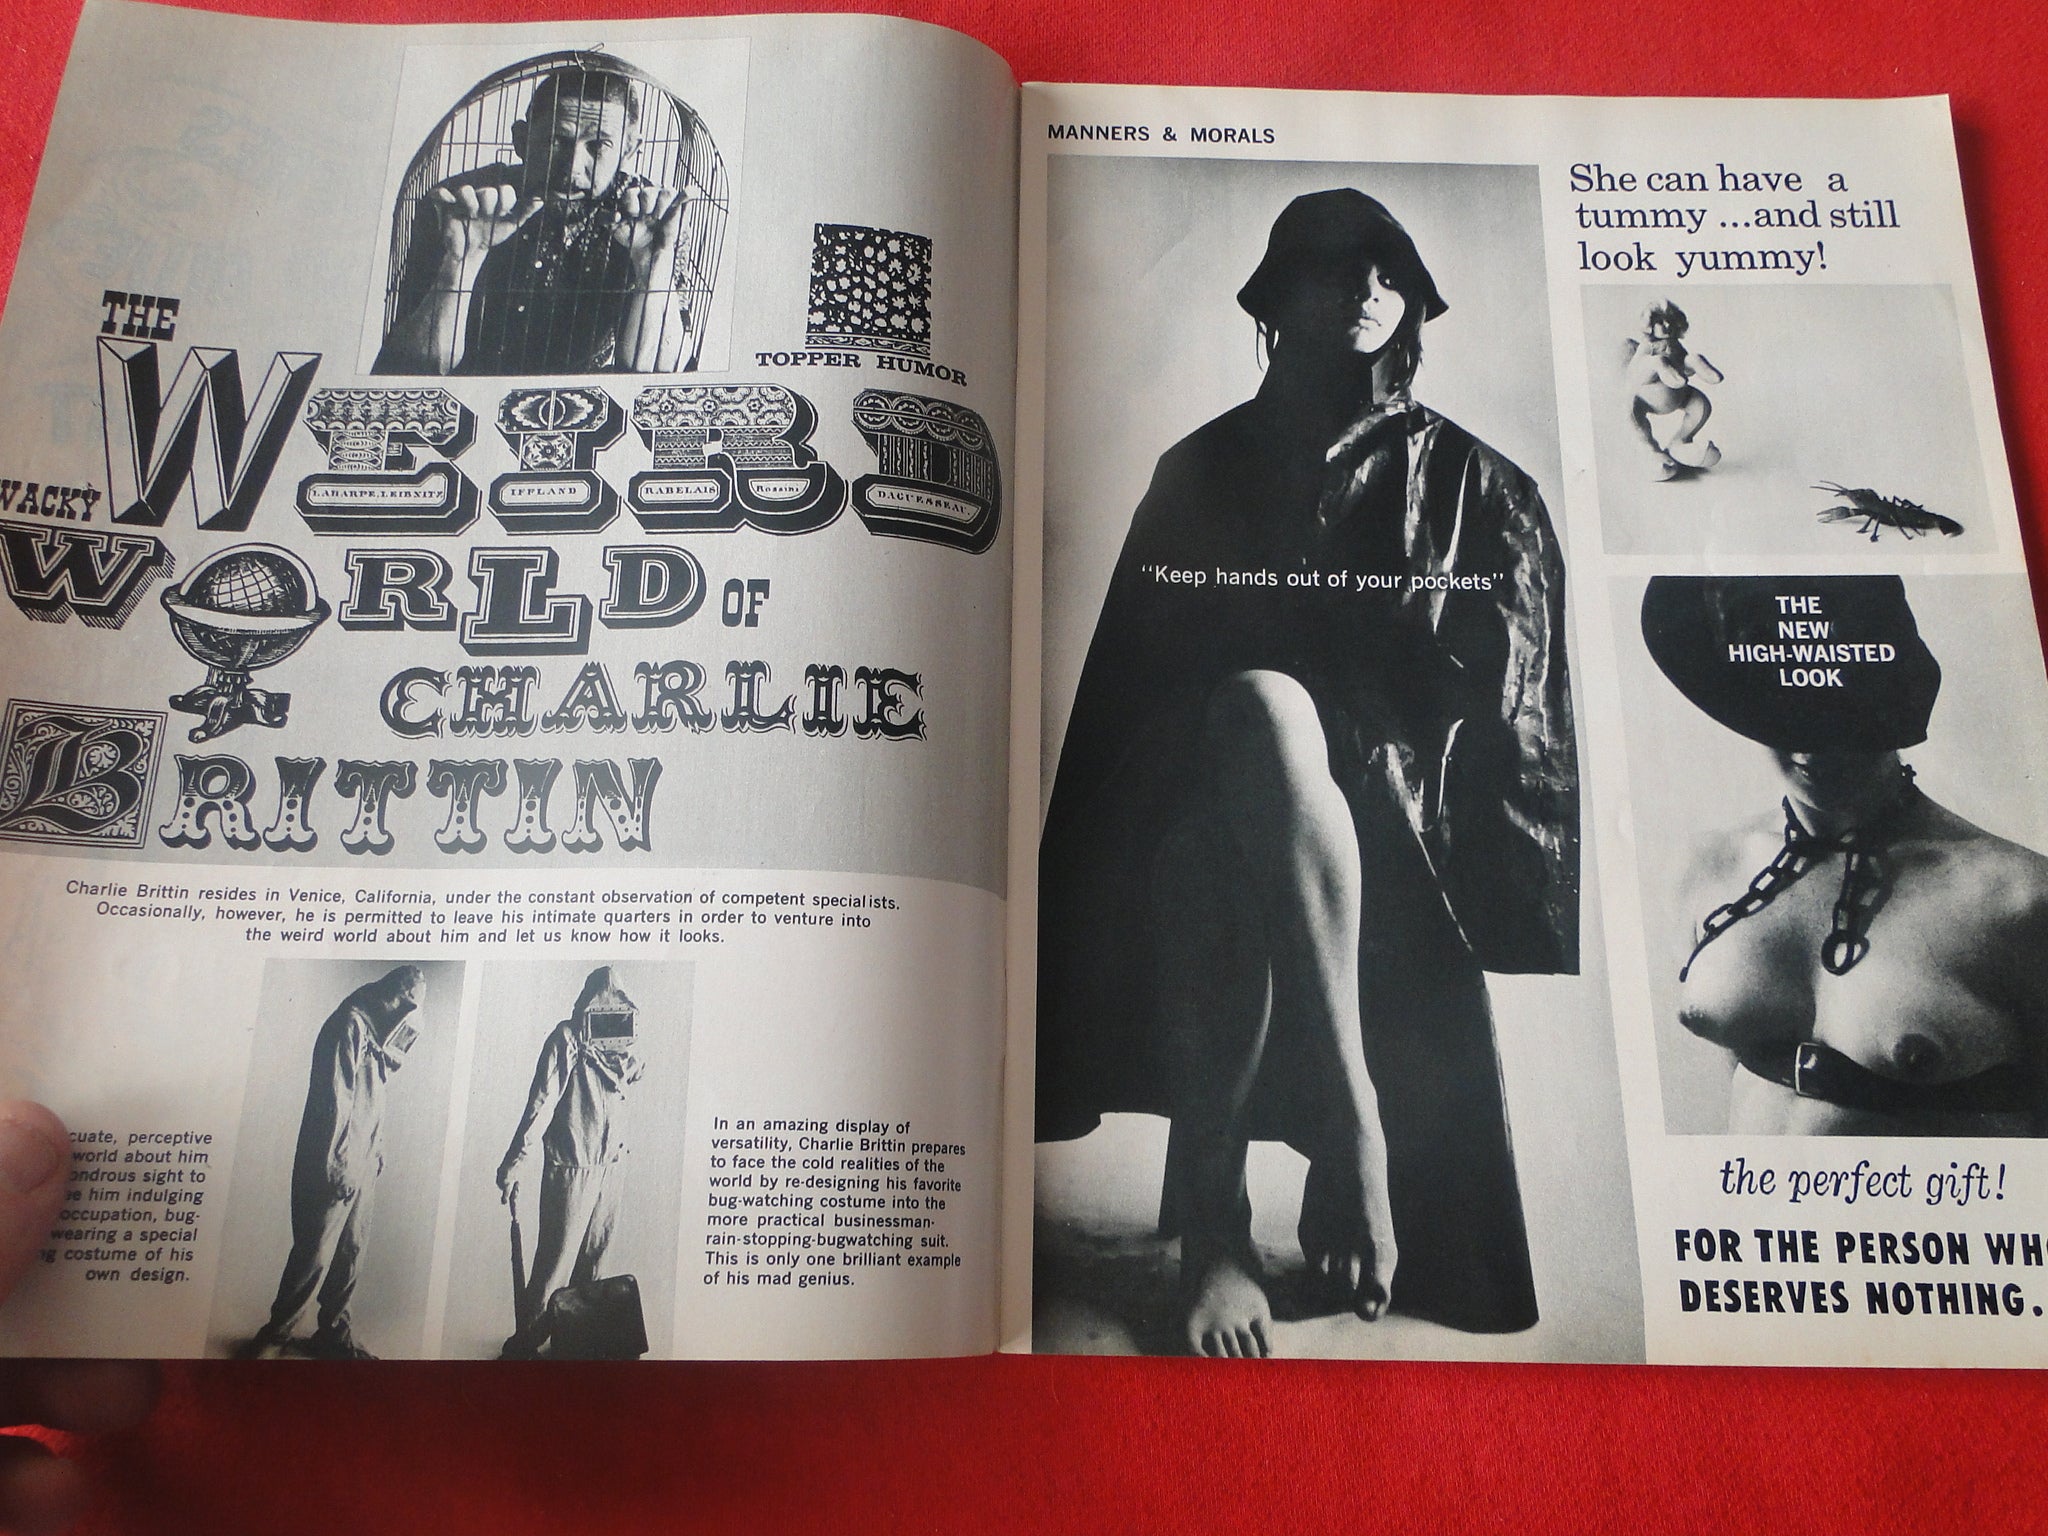 TOPPER HUMOR
THE
WEIRD
LAHARPE, LEIBNITZ
IFFLAND
RABELAIS
Rossini
DAGUESSEAU.
WACKY
WORLD OF
CHARLIE
BRITTIN
Charlie Brittin resides in Venice, California, under the constant observation of competent specialists.
Occasionally, however, he is permitted to leave his intimate quarters in order to venture into
the weird world about him and let us know how it looks.
perceptive
world about him
sight to
him indulging
occupation, bug-
wearing a special
costume of his
own design.
In an amazing display of
versatility, Charlie Brittin prepares
to face the cold realities of the
world by re-designing his favorite
bug-watching costume into the
more practical businessman-
rain-stopping-bugwatching suit.
This is only one brilliant example
of his mad genius.
MANNERS & MORALS
"Keep hands out of your pockets"
She can have a
tummy ...and still
look yummy!
THE
NEW
HIGH-WAISTED
LOOK
the perfect gift!
FOR THE PERSON
DESERVES NOTHING.